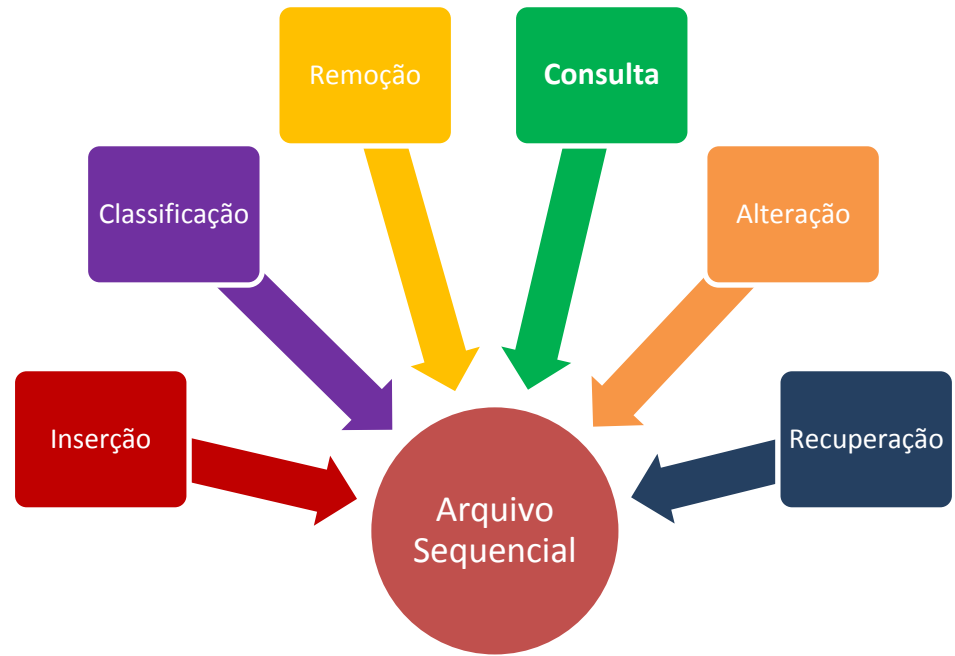 Remoção
Consulta
Classificação
Alteração
Inserção
Recuperação
Arquivo
Sequencial